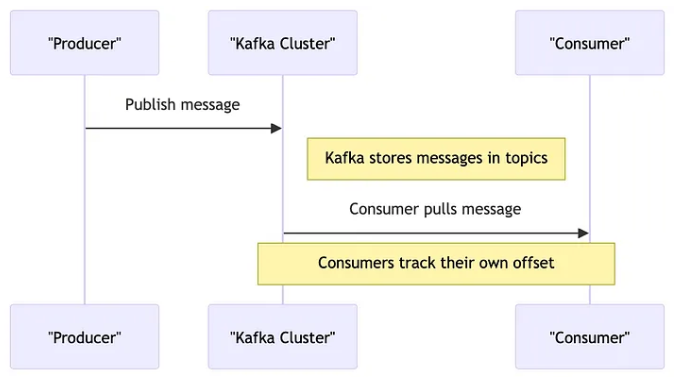 "Producer"
"Kafka Cluster"
"Consumer"
Publish message
Kafka stores messages in topics
Consumer pulls message
Consumers track their own offset
"Producer"
"Kafka Cluster"
"Consumer"